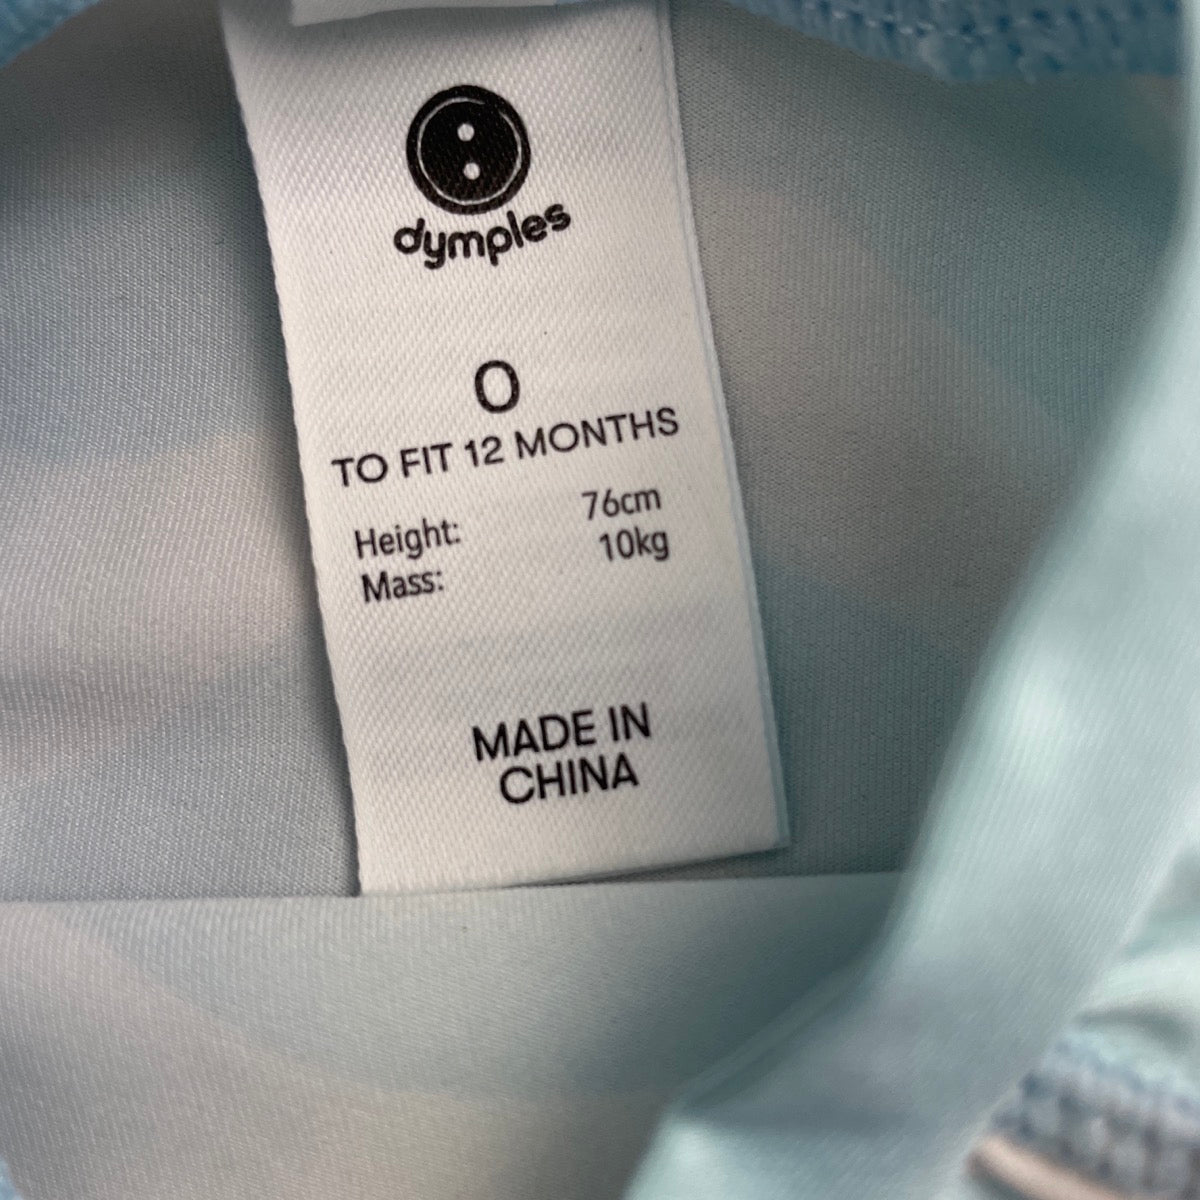 dymples
0
TO FIT 12 MONTHS
Height: 76cm
Mass: 10kg
MADE IN
CHINA